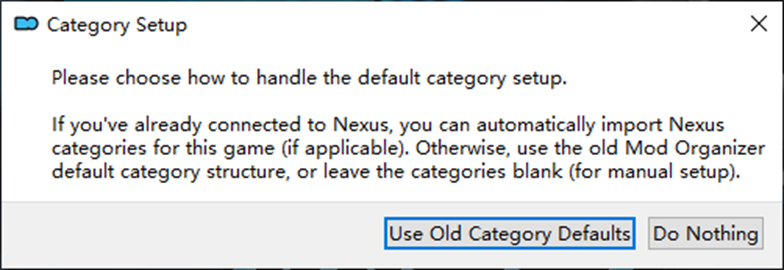 Category Setup
Please choose how to handle the default category setup.
If you've already connected to Nexus, you can automatically import Nexus
categories for this game (if applicable). Otherwise, use the old Mod Organizer
default category structure, or leave the categories blank (for manual setup).
Use Old Category Defaults Do Nothing